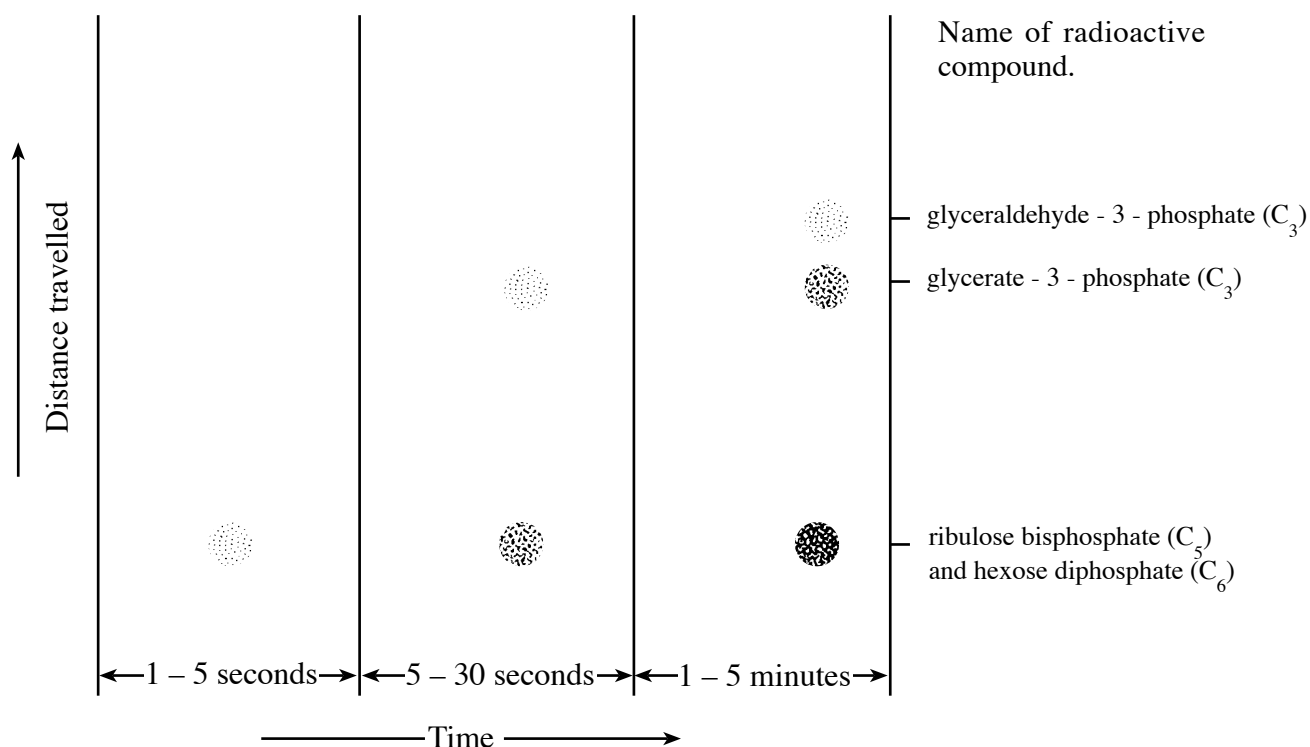 Name of radioactive
compound.
Distance travelled
glyceraldehyde - 3 - phosphate (C₃)
glycerate - 3 - phosphate (C₃)
ribulose bisphosphate (C₅)
and hexose diphosphate (C₆)
1 – 5 seconds
5 – 30 seconds
1 – 5 minutes
Time